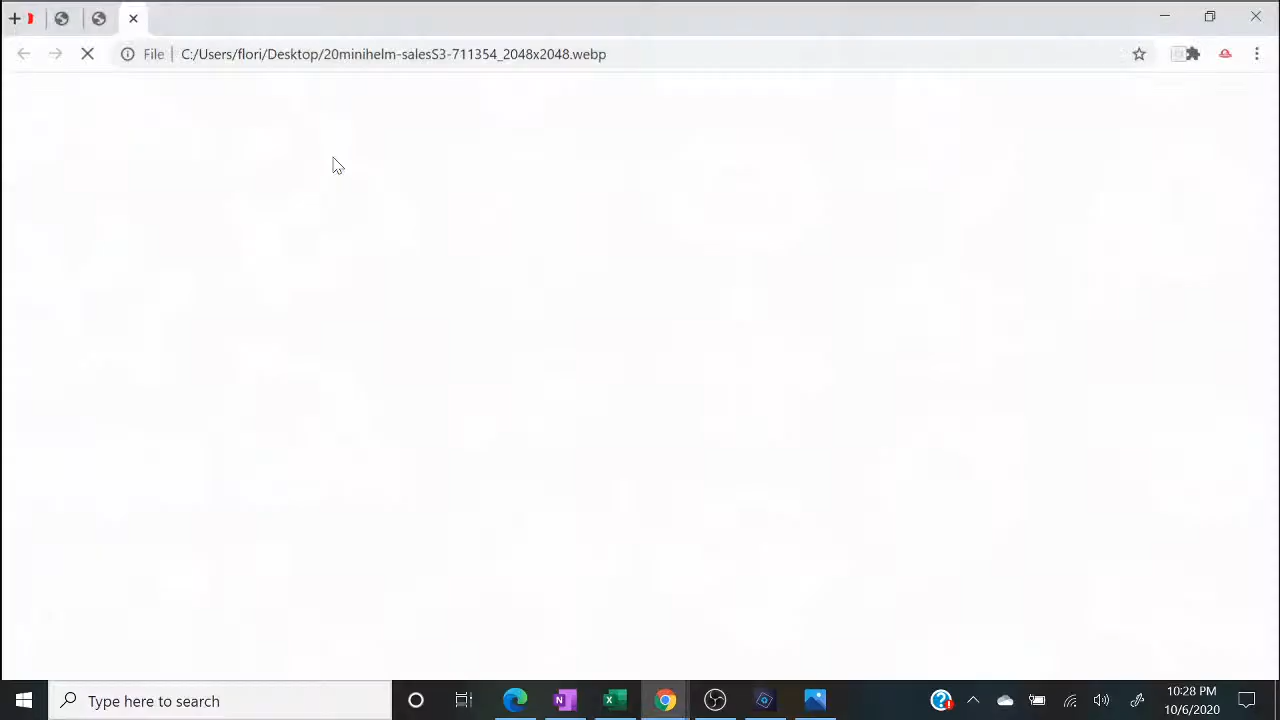 File
C:/Users/flori/Desktop/20minihelm-salesS3-711354_2048x2048.webp
Type here to search
10:28 PM
10/6/2020